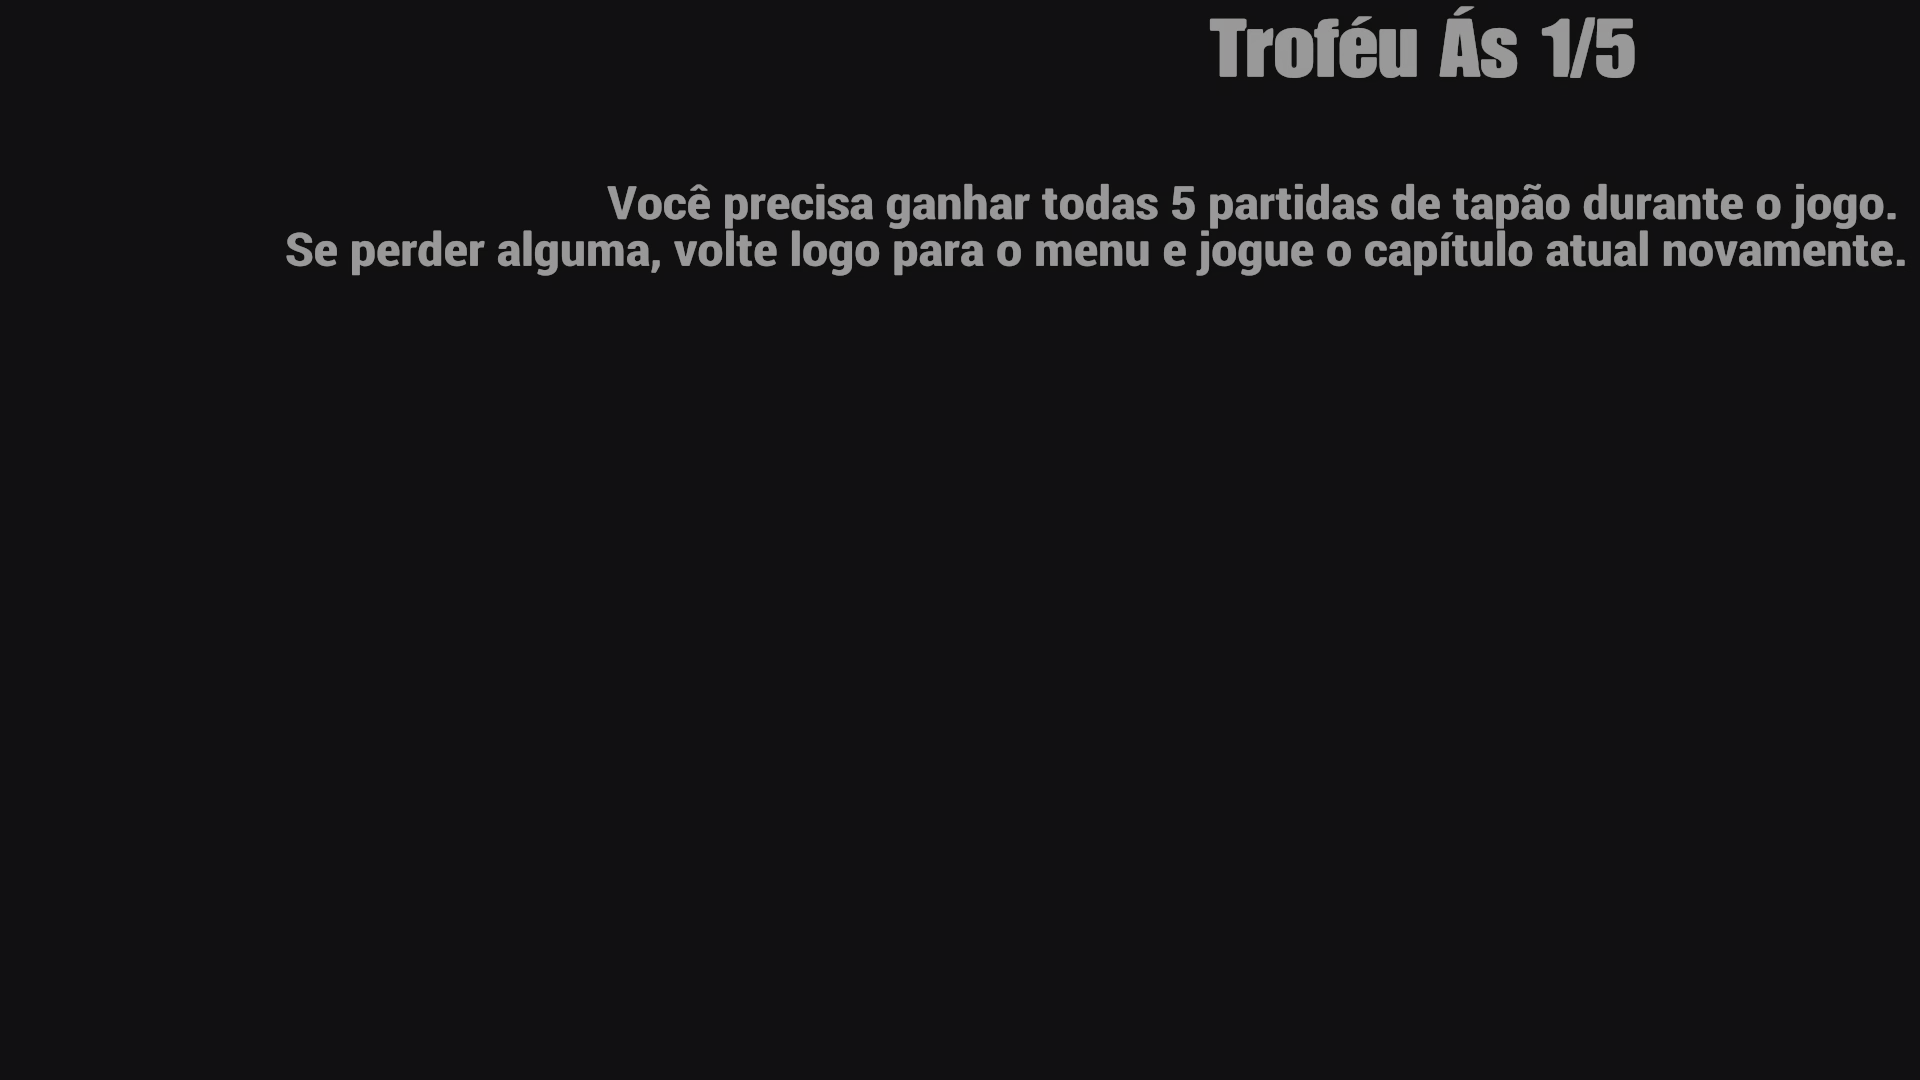 Troféu Ás 1/5
Você precisa ganhar todas 5 partidas de tapão durante o jogo.
Se perder alguma, volte logo para o menu e jogue o capítulo atual novamente.